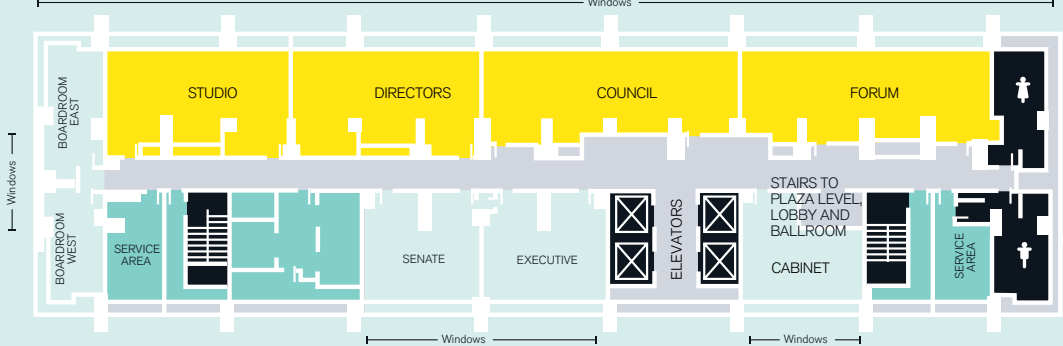 Windows
BOARDROOM
EAST
STUDIO
DIRECTORS
COUNCIL
FORUM
Windows
BOARDROOM
WEST
SERVICE
AREA
SENATE
EXECUTIVE
ELEVATORS
STAIRS TO
PLAZA LEVEL,
LOBBY AND
BALLROOM
CABINET
SERVICE
AREA
Windows
Windows